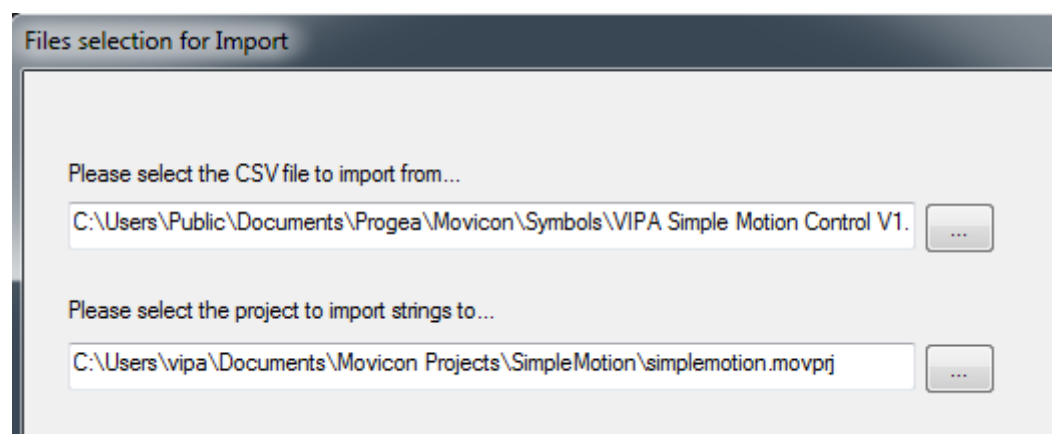 Files selection for Import
Please select the CSV file to import from...
C:\Users\Public\Documents\Progea\Movicon\Symbols\VIPA Simple Motion Control V1.
...
Please select the project to import strings to...
C:\Users\vipa\Documents\Movicon Projects\SimpleMotion\simplemotion.movprj
...